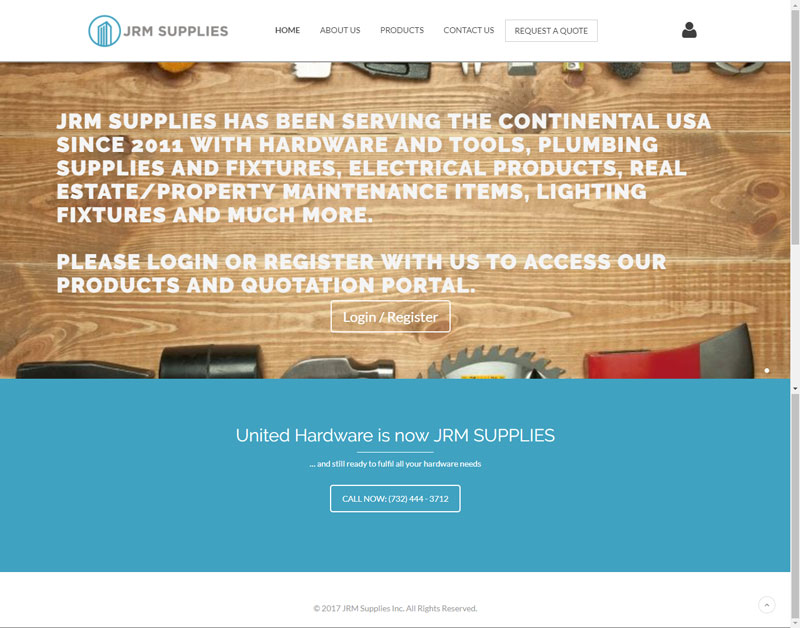 JRM SUPPLIES
HOME
ABOUT US
PRODUCTS
CONTACT US
REQUEST A QUOTE
JRM SUPPLIES HAS BEEN SERVING THE CONTINENTAL USA
SINCE 2011 WITH HARDWARE AND TOOLS, PLUMBING
SUPPLIES AND FIXTURES, ELECTRICAL PRODUCTS, REAL
ESTATE/PROPERTY MAINTENANCE ITEMS, LIGHTING
FIXTURES AND MUCH MORE.
PLEASE LOGIN OR REGISTER WITH US TO ACCESS OUR
PRODUCTS AND QUOTATION PORTAL.
Login / Register
United Hardware is now JRM SUPPLIES
... and still ready to fulfil all your hardware needs
CALL NOW: (732) 444 - 3712
© 2017 JRM Supplies Inc. All Rights Reserved.